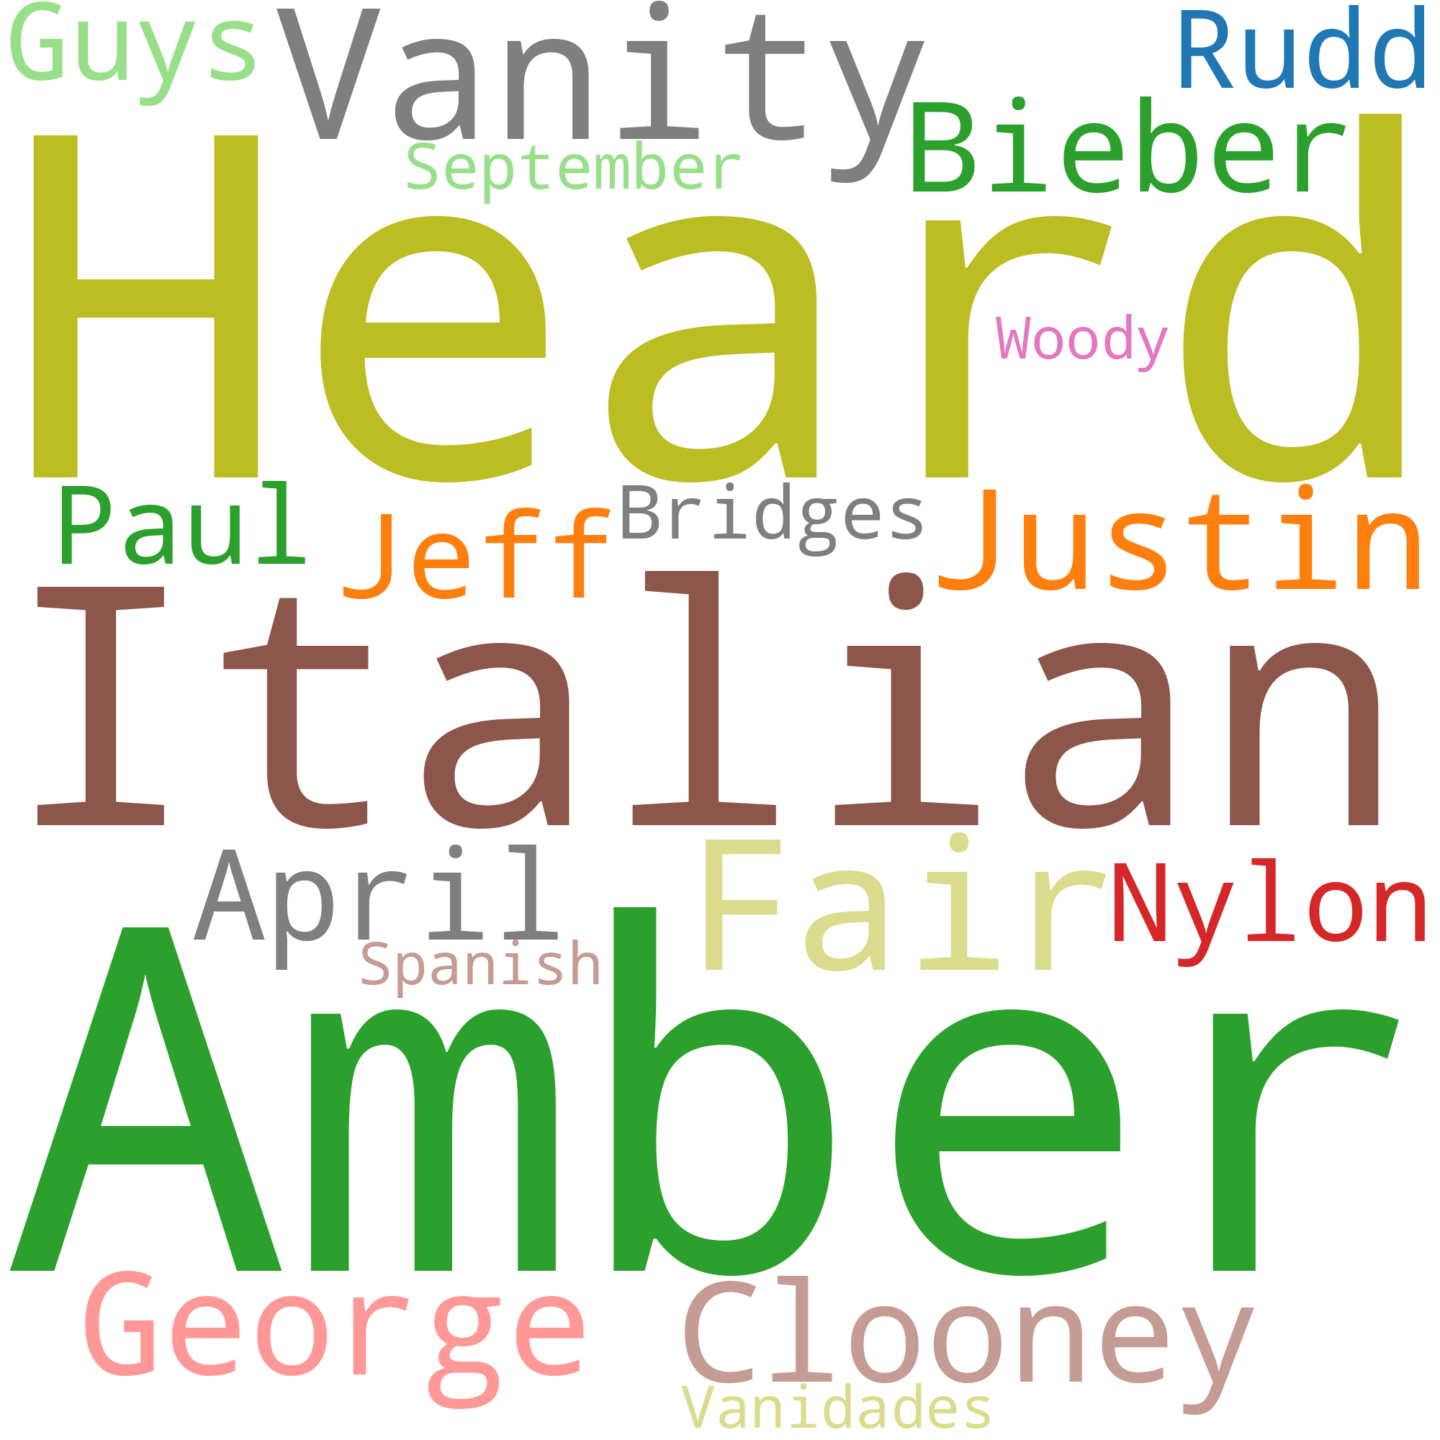 Guys Vanity Rudd
September Bieber
Heard
Woody
Paul Jeff Bridges Justin
Italian
April Fair Nylon
Spanish
Amber
George Clooney
Vanidades